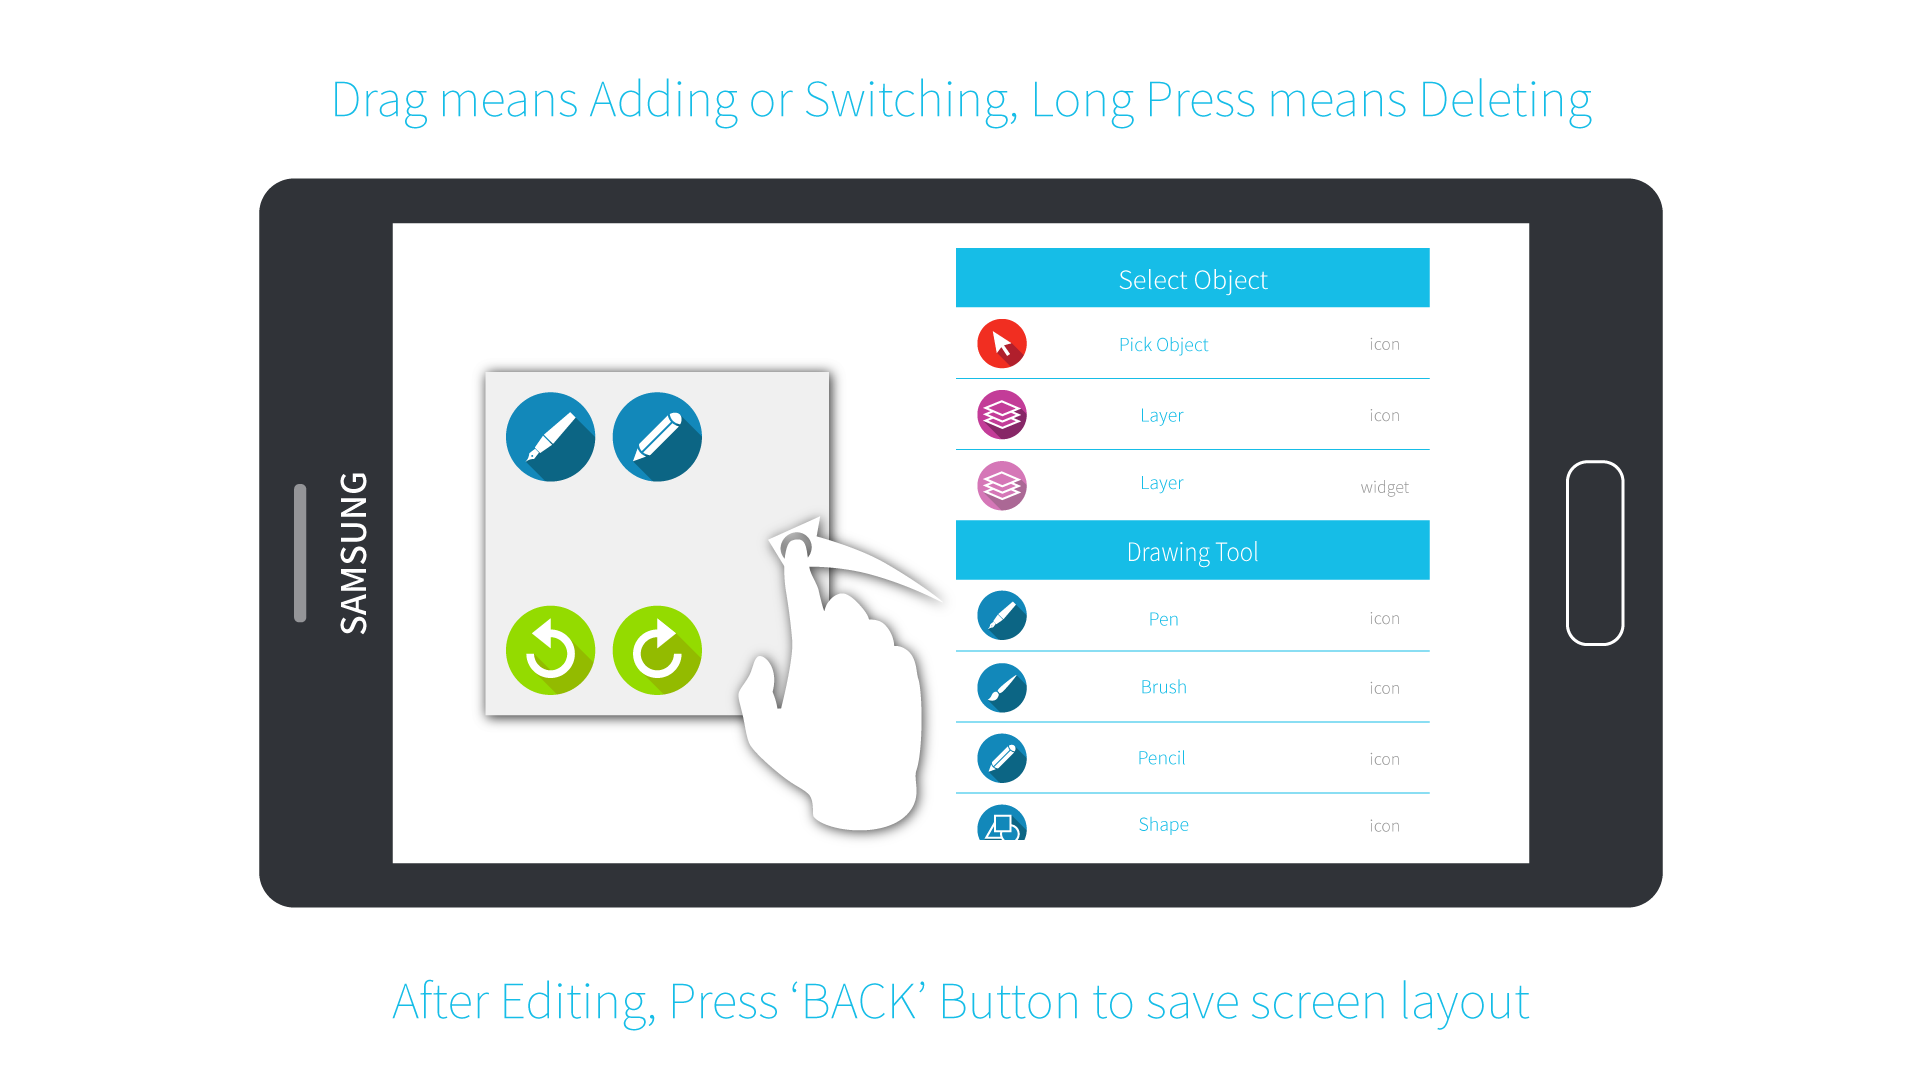 Drag means Adding or Switching, Long Press means Deleting
SAMSUNG
Select Object
Pick Object icon
Layer icon
Layer widget
Drawing Tool
Pen icon
Brush icon
Pencil icon
Shape icon
After Editing, Press ‘BACK’ Button to save screen layout